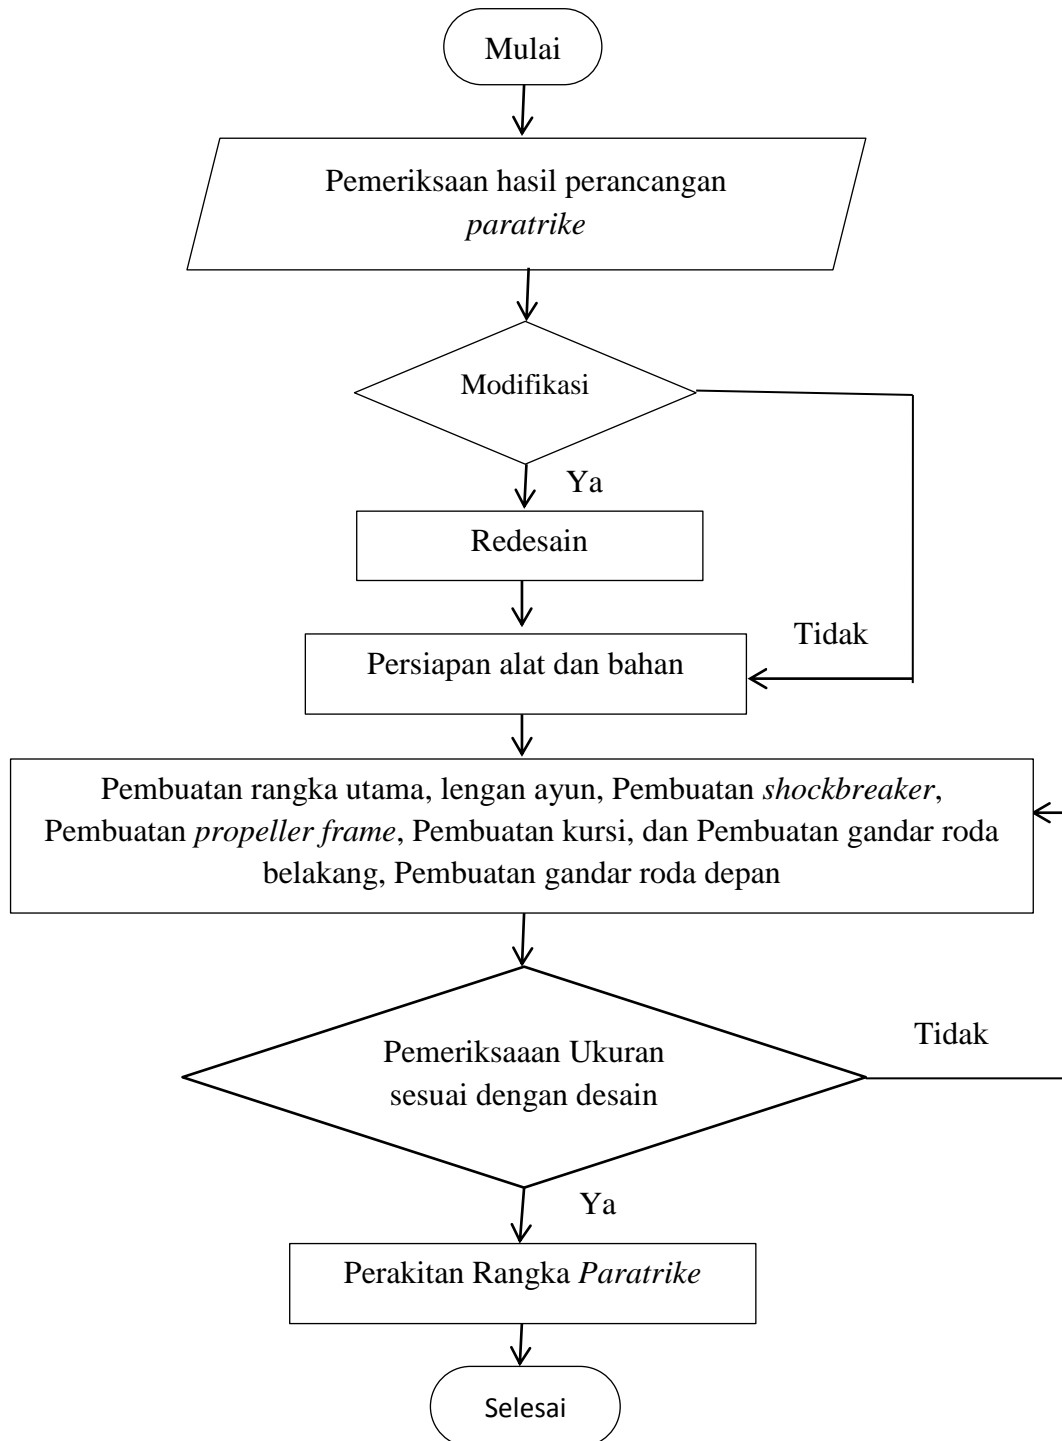 Mulai
Pemeriksaan hasil perancangan
paratrike
Modifikasi
Ya
Redesain
Tidak
Persiapan alat dan bahan
Pembuatan rangka utama, lengan ayun, Pembuatan shockbreaker,
Pembuatan propeller frame, Pembuatan kursi, dan Pembuatan gandar roda
belakang, Pembuatan gandar roda depan
Tidak
Pemeriksaaan Ukuran
sesuai dengan desain
Ya
Perakitan Rangka Paratrike
Selesai